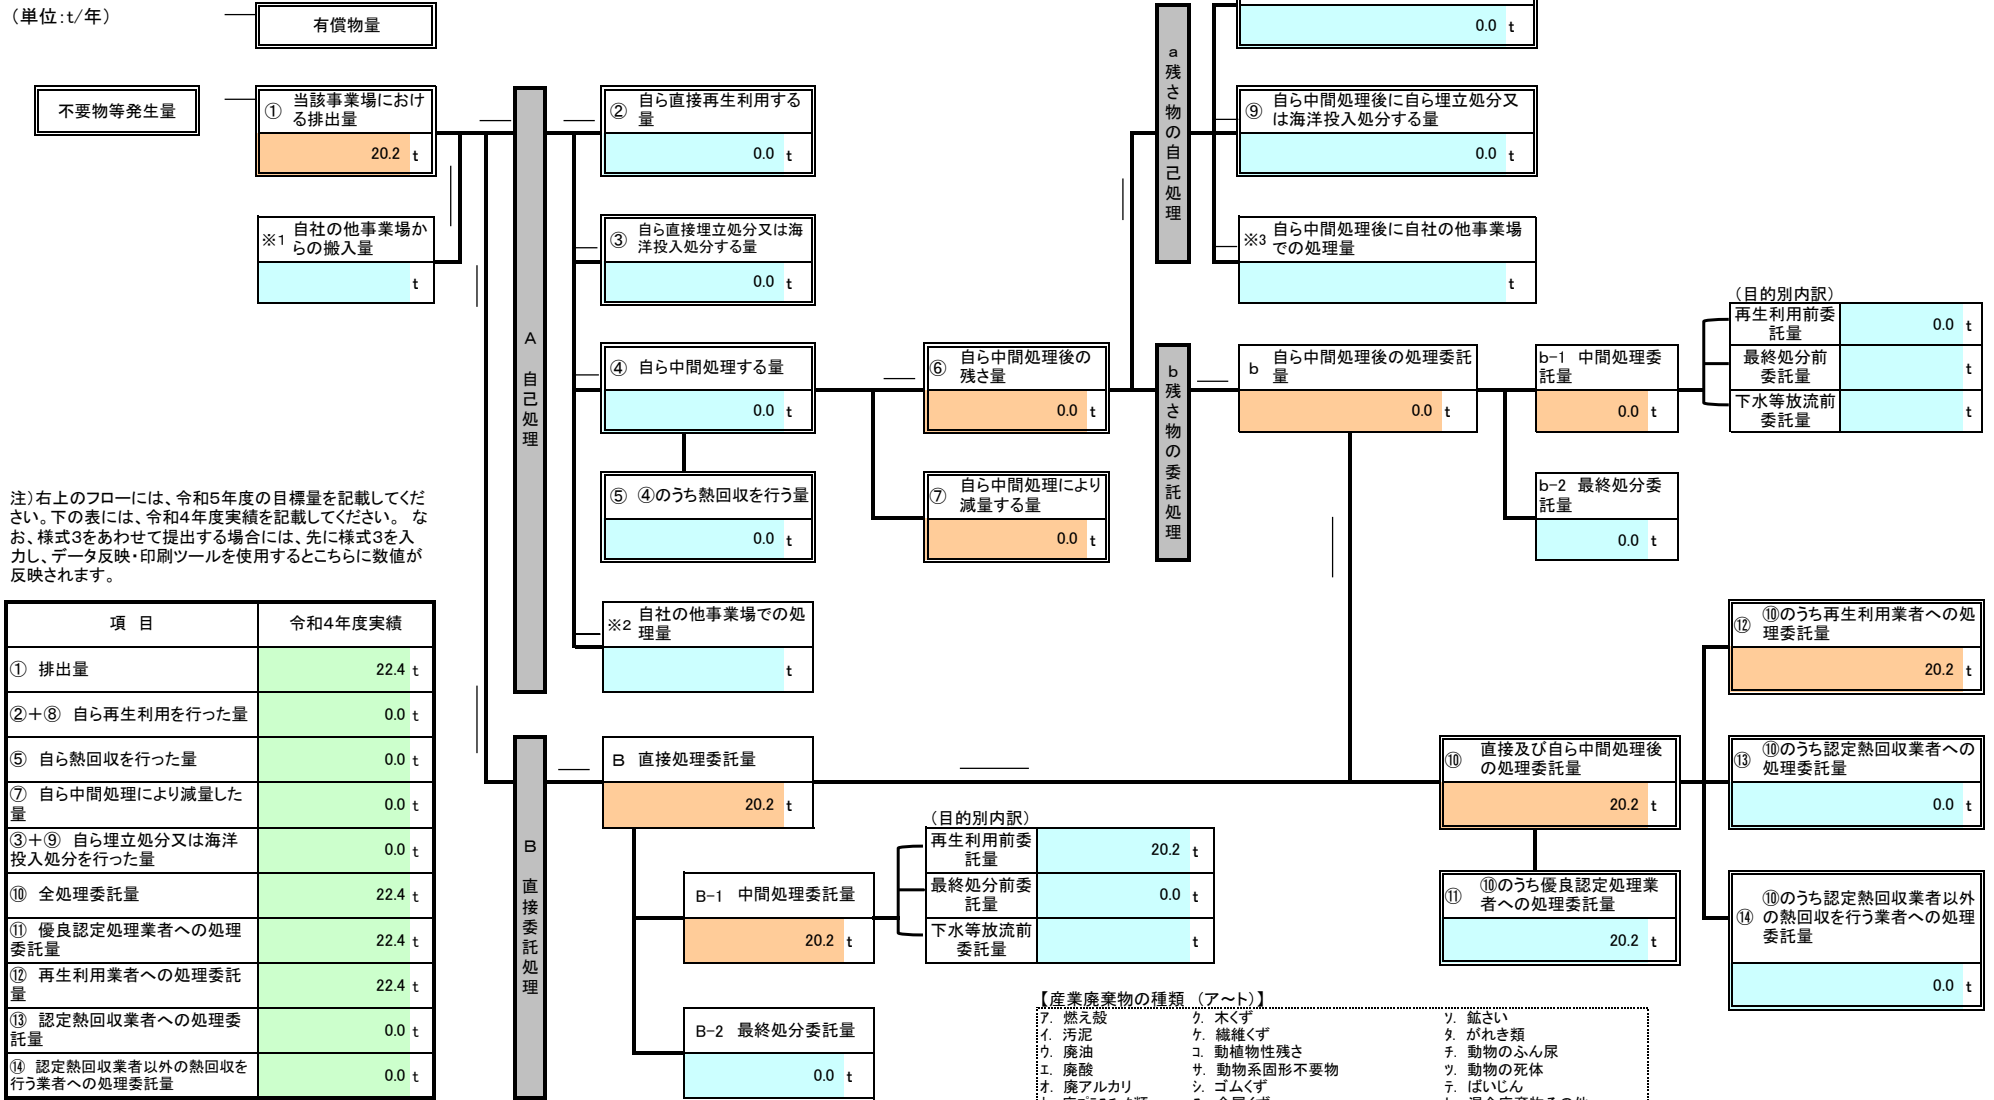 （単位：t/年）
有償物量
不要物等発生量
① 当該事業場におけ
る排出量
20.2 t
※1 自社の他事業場か
らの搬入量
t
A 自己処理
② 自ら直接再生利用する
量
0.0 t
③ 自ら直接埋立処分又は海
洋投入処分する量
0.0 t
④ 自ら中間処理する量
0.0 t
⑤ ④のうち熱回収を行う量
0.0 t
※2 自社の他事業場での処
理量
t
⑥ 自ら中間処理後の
残さ量
0.0 t
⑦ 自ら中間処理により
減量する量
0.0 t
a 残さ物の自己処理
0.0 t
⑨ 自ら中間処理後に自ら埋立処分又
は海洋投入処分する量
0.0 t
※3 自ら中間処理後に自社の他事業場
での処理量
t
b 残さ物の委託処理
b 自ら中間処理後の処理委託
量
0.0 t
b-1 中間処理委
託量
0.0 t
b-2 最終処分委
託量
0.0 t
（目的別内訳）
再生利用前委
託量
0.0 t
最終処分前
委託量
t
下水等放流前
委託量
t
注）右上のフローには、令和5年度の目標量を記載してくだ
さい。下の表には、令和4年度実績を記載してください。 な
お、様式3をあわせて提出する場合には、先に様式3を入
力し、データ反映・印刷ツールを使用するとこちらに数値が
反映されます。
項 目 令和4年度実績
① 排出量 22.4 t
②＋⑧ 自ら再生利用を行った量 0.0 t
⑤ 自ら熱回収を行った量 0.0 t
⑦ 自ら中間処理により減量した
量 0.0 t
③＋⑨ 自ら埋立処分又は海洋
投入処分を行った量 0.0 t
⑩ 全処理委託量 22.4 t
⑪ 優良認定処理業者への処理
委託量 22.4 t
⑫ 再生利用業者への処理委託
量 22.4 t
⑬ 認定熱回収業者への処理委
託量 0.0 t
⑭ 認定熱回収業者以外の熱回収を
行う業者への処理委託量 0.0 t
B 直接委託処理
B 直接処理委託量
20.2 t
B-1 中間処理委託量
20.2 t
B-2 最終処分委託量
0.0 t
（目的別内訳）
再生利用前委
託量
20.2 t
最終処分前委
託量
0.0 t
下水等放流前
委託量
t
⑩ 直接及び自ら中間処理後
の処理委託量
20.2 t
⑪ ⑩のうち優良認定処理業
者への処理委託量
20.2 t
⑫ ⑩のうち再生利用業者への処
理委託量
20.2 t
⑬ ⑩のうち認定熱回収業者への
処理委託量
0.0 t
⑭ ⑩のうち認定熱回収業者以外
の熱回収を行う業者への処理
委託量
0.0 t
【産業廃棄物の種類 （ア～ト）】
ア. 燃え殻 ク. 木くず ソ. 鉱さい
イ. 汚泥 ケ. 繊維くず タ. がれき類
ウ. 廃油 コ. 動植物性残さ チ. 動物のふん尿
エ. 廃酸 サ. 動物系固形不要物 ツ. 動物の死体
オ. 廃アルカリ シ. ゴムくず テ. ばいじん